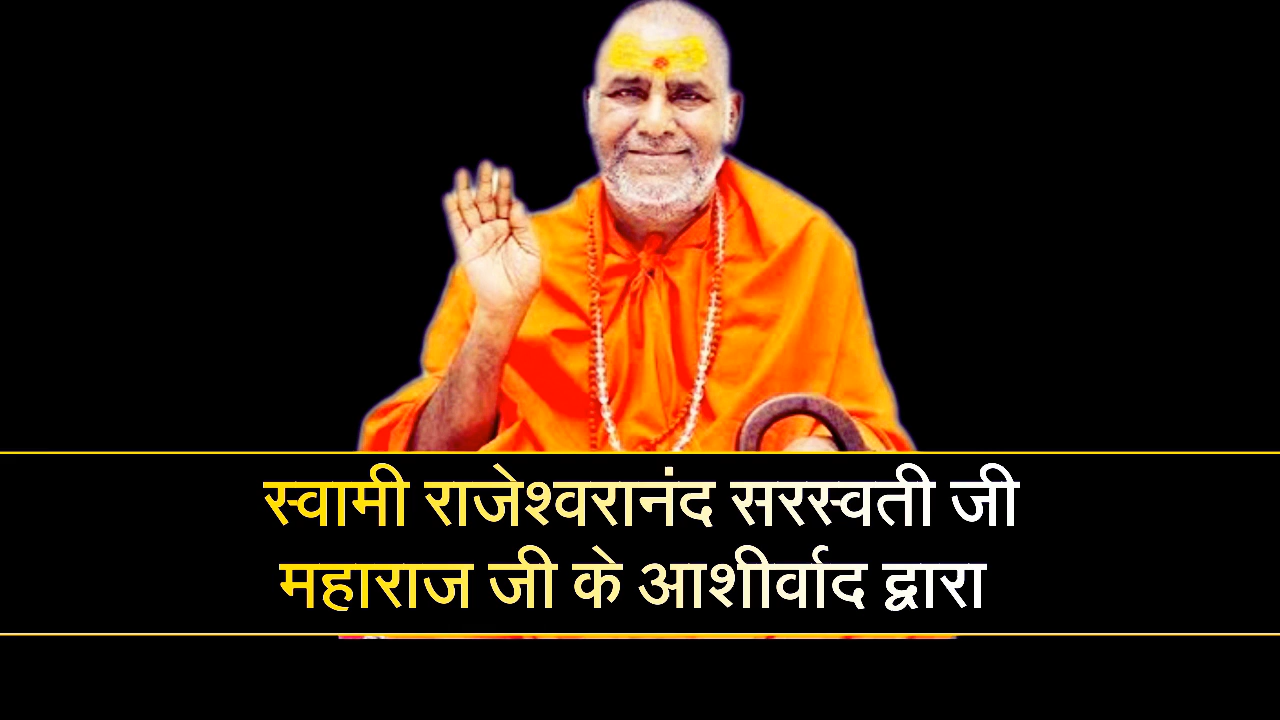 स्वामी राजेश्वरानंद सरस्वती जी
महाराज जी के आशीर्वाद द्वारा